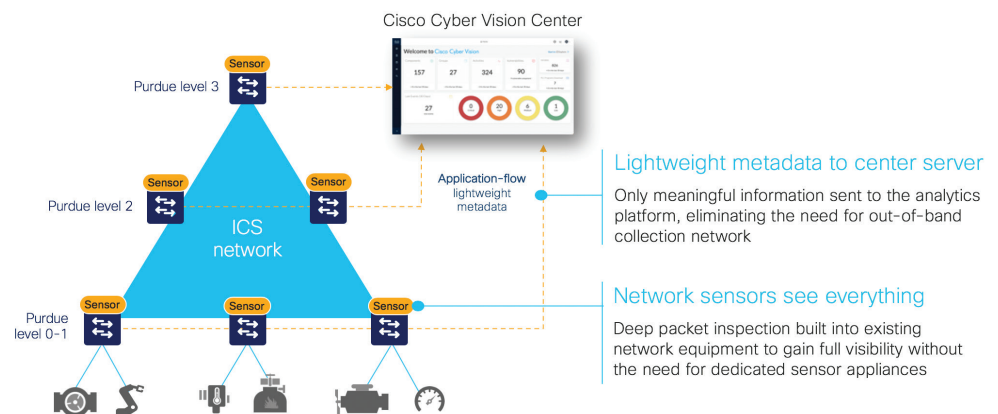 Cisco Cyber Vision Center
Welcome to Cisco Cyber Vision
157
27
324
90
27
0
20
6
1
Sensor
Purdue level 3
Sensor
Sensor
Purdue level 2
Application-flow
lightweight
metadata
ICS
network
Lightweight metadata to center server
Only meaningful information sent to the analytics
platform, eliminating the need for out-of-band
collection network
Sensor
Sensor
Sensor
Purdue
level 0-1
Network sensors see everything
Deep packet inspection built into existing
network equipment to gain full visibility without
the need for dedicated sensor appliances